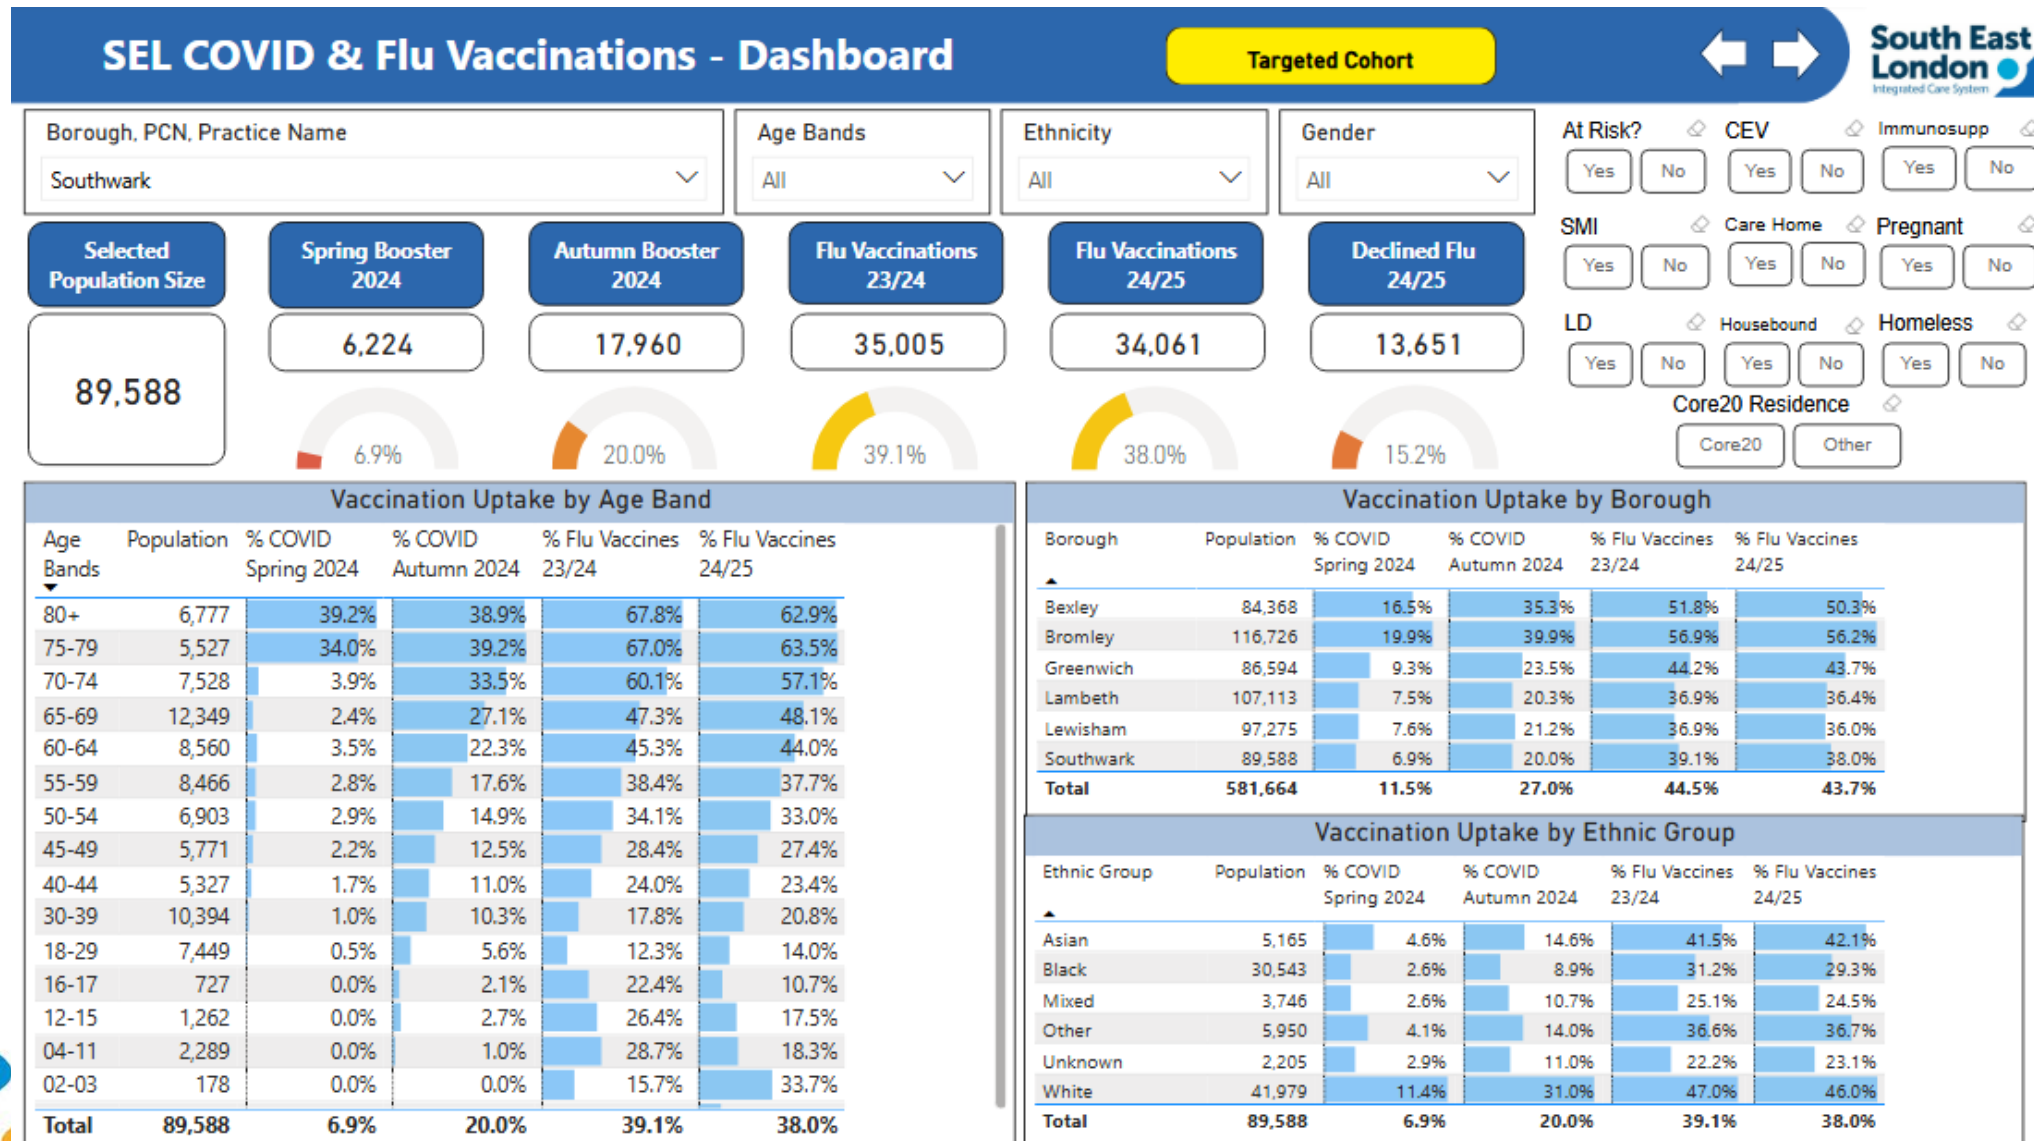 SEL COVID & Flu Vaccinations - Dashboard
Targeted Cohort
South East
London
Integrated Care System
Borough, PCN, Practice Name
Southwark
Age Bands
All
Ethnicity
All
Gender
All
At Risk?
Yes No
CEV
Yes No
Immunosupp
Yes No
SMI
Yes No
Care Home
Yes No
Pregnant
Yes No
LD
Yes No
Housebound
Yes No
Homeless
Yes No
Core20 Residence
Core20 Other
Selected
Population Size
89,588
Spring Booster
2024
6,224
6.9%
Autumn Booster
2024
17,960
20.0%
Flu Vaccinations
23/24
35,005
39.1%
Flu Vaccinations
24/25
34,061
38.0%
Declined Flu
24/25
13,651
15.2%
Vaccination Uptake by Age Band
Age Population % COVID % COVID % Flu Vaccines % Flu Vaccines
Bands Spring 2024 Autumn 2024 23/24 24/25
80+ 6,777 39.2% 38.9% 67.8% 62.9%
75-79 5,527 34.0% 39.2% 67.0% 63.5%
70-74 7,528 3.9% 33.5% 60.1% 57.1%
65-69 12,349 2.4% 27.1% 47.3% 48.1%
60-64 8,560 3.5% 22.3% 45.3% 44.0%
55-59 8,466 2.8% 17.6% 38.4% 37.7%
50-54 6,903 2.9% 14.9% 34.1% 33.0%
45-49 5,771 2.2% 12.5% 28.4% 27.4%
40-44 5,327 1.7% 11.0% 24.0% 23.4%
30-39 10,394 1.0% 10.3% 17.8% 20.8%
18-29 7,449 0.5% 5.6% 12.3% 14.0%
16-17 727 0.0% 2.1% 22.4% 10.7%
12-15 1,262 0.0% 2.7% 26.4% 17.5%
04-11 2,289 0.0% 1.0% 28.7% 18.3%
02-03 178 0.0% 0.0% 15.7% 33.7%
Total 89,588 6.9% 20.0% 39.1% 38.0%
Vaccination Uptake by Borough
Borough Population % COVID % COVID % Flu Vaccines % Flu Vaccines
Spring 2024 Autumn 2024 23/24 24/25
Bexley 84,368 16.5% 35.3% 51.8% 50.3%
Bromley 116,726 19.9% 39.9% 56.9% 56.2%
Greenwich 86,594 9.3% 23.5% 44.2% 43.7%
Lambeth 107,113 7.5% 20.3% 36.9% 36.4%
Lewisham 97,275 7.6% 21.2% 36.9% 36.0%
Southwark 89,588 6.9% 20.0% 39.1% 38.0%
Total 581,664 11.5% 27.0% 44.5% 43.7%
Vaccination Uptake by Ethnic Group
Ethnic Group Population % COVID % COVID % Flu Vaccines % Flu Vaccines
Spring 2024 Autumn 2024 23/24 24/25
Asian 5,165 4.6% 14.6% 41.5% 42.1%
Black 30,543 2.6% 8.9% 31.2% 29.3%
Mixed 3,746 2.6% 10.7% 25.1% 24.5%
Other 5,950 4.1% 14.0% 36.6% 36.7%
Unknown 2,205 2.9% 11.0% 22.2% 23.1%
White 41,979 11.4% 31.0% 47.0% 46.0%
Total 89,588 6.9% 20.0% 39.1% 38.0%